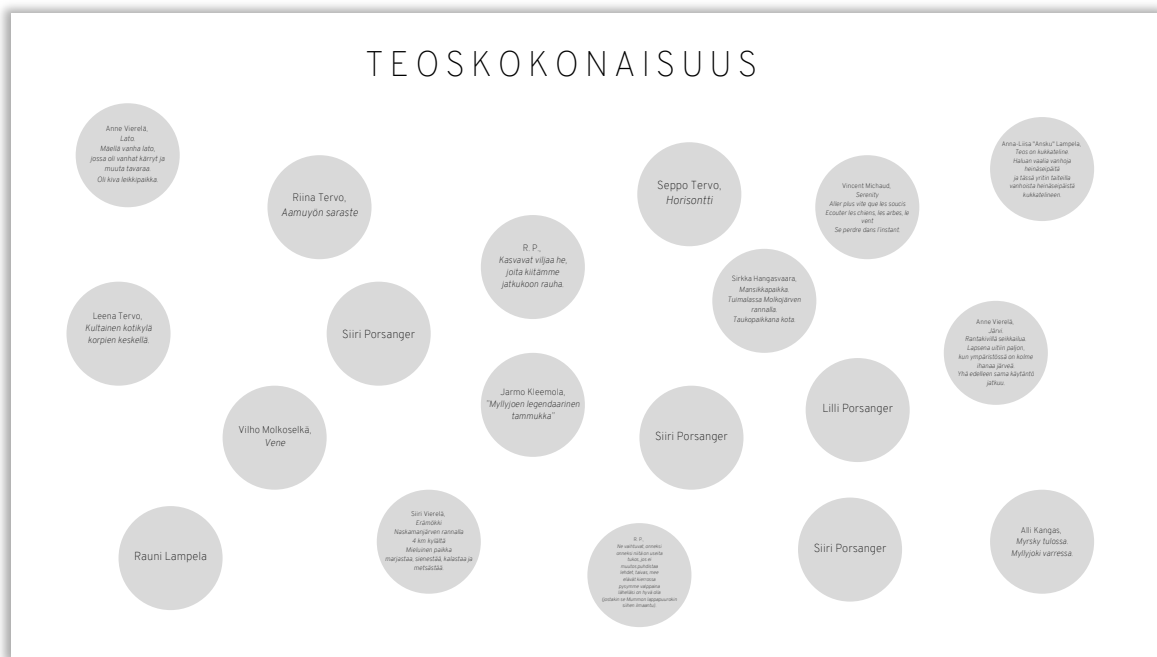 TEOSKOKONAISUUS
Anne Vierelä,
Lato.
Mäellä vanha lato,
jossa oli vanhat kärryt ja
muuta tavaraa.
Oli kiva leikkipaikka.
Riina Tervo,
Aamuyön saraste
R. P.,
Kasvavat viljaa he,
joita kiitämme
jatkukoon rauha.
Seppo Tervo,
Horisontti
Vincent Michaud,
Serenity
Aller plus vite que les soucis.
Ecouter les chiens, les arbes, le
vent
Se perdre dans l'instant.
Anna-Liisa "Ansku" Lampela,
Teos on kukkateline.
Haluan vaalia vanhoja
heinäseipäitä
ja tässä yritin taiteilla
vanhoista heinäseipäistä
kukkatelineen.
Leena Tervo,
Kultainen kotikylä
korpien keskellä.
Siiri Porsanger
Sirkka Hangasvaara,
Mansikkapaikka.
Tuimalassa Molkojärven
rannalla.
Taukopaikkana kota.
Anne Vierelä,
Järvi.
Rantakivillä seikkailua.
Lapsena uitiin paljon,
kun ympäristössä on kolme
ihanaa järveä.
Yhä edelleen sama käytäntö
jatkuu.
Vilho Molkoselkä,
Vene
Jarmo Kleemola,
"Myllyjoen legendaarinen
tammukka"
Siiri Porsanger
Lilli Porsanger
Rauni Lampela
Siiri Vierelä,
Erämökki
Naskamanjärven rannalla
4 km kylältä
Mieluinen paikka
marjastaa, sienestää, kalastaa ja
metsästää.
R. P.,
Siiri Porsanger
Alli Kangas,
Myrsky tulossa.
Myllyjoki varressa.